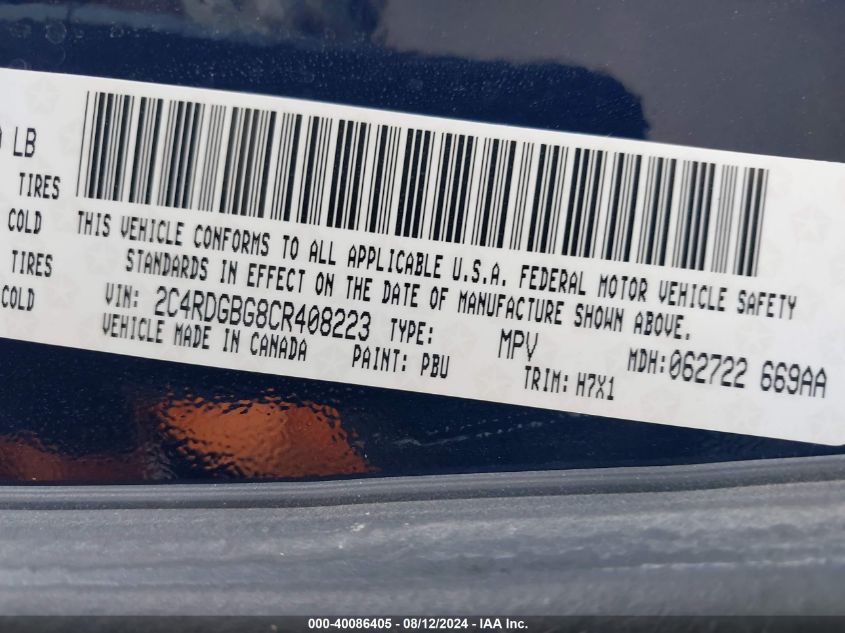 LB
TIRES
COLD
TIRES
COLD
THIS VEHICLE CONFORMS TO ALL APPLICABLE U.S.A. FEDERAL MOTOR VEHICLE SAFETY
STANDARDS IN EFFECT ON THE DATE OF MANUFACTURE SHOWN ABOVE.
VIN: 2C4RDGBG8CR408223 TYPE: MPV MDH: 062722 669AA
VEHICLE MADE IN CANADA PAINT: PBU TRIM: H7X1
000-40086405 - 08/12/2024 - IAA Inc.